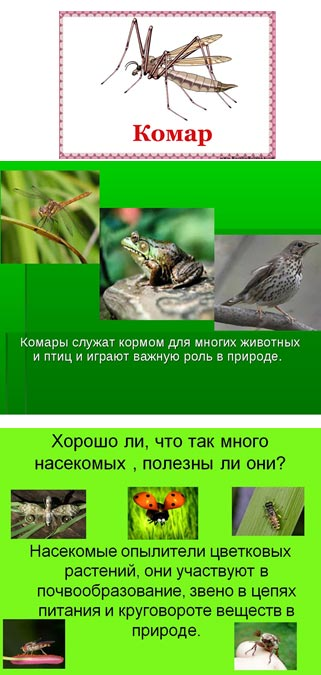 Комар
Комары служат кормом для многих животных
и птиц и играют важную роль в природе.
Хорошо ли, что так много
насекомых , полезны ли они?
Насекомые опылители цветковых
растений, они участвуют в
почвообразование, звено в цепях
питания и круговороте веществ в
природе.